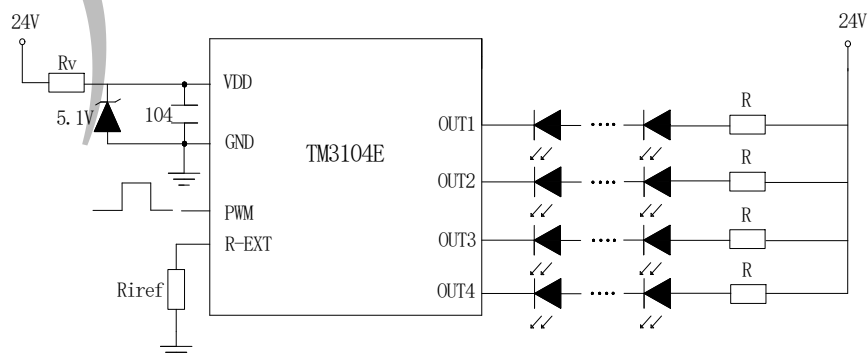 24V
24V
Rv
VDD
5.1V
104
GND
TM3104E
PWM
R-EXT
Riref
OUT1
R
OUT2
R
OUT3
R
OUT4
R